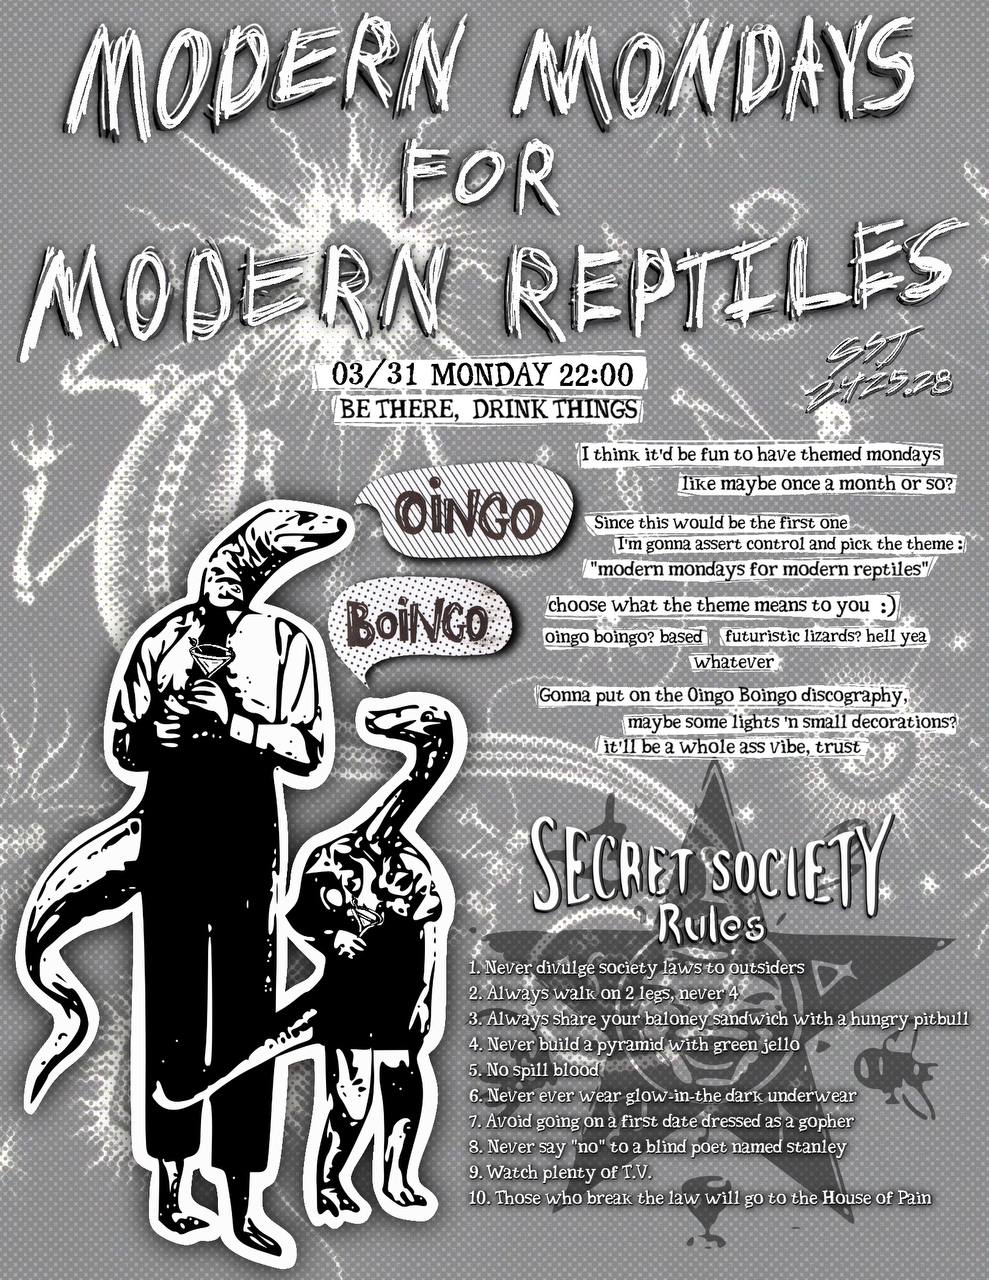 MODERN MONDAYS
FOR
MODERN REPTILES
03/31 MONDAY 22:00
BE THERE, DRINK THINGS
OiNGO
BOiNGO
I think it'd be fun to have themed mondays
like maybe once a month or so?
Since this would be the first one
I'm gonna assert control and pick the theme:
"modern mondays for modern reptiles"
choose what the theme means to you :)
oingo boingo? based futuristic lizards? hell yea
whatever
Gonna put on the Oingo Boingo discography,
maybe some lights 'n small decorations?
it'll be a whole ass vibe, trust
SECRET SOCIETY
Rules
1. Never divulge society laws to outsiders
2. Always walk on 2 legs, never 4
3. Always share your baloney sandwich with a hungry pitbull
4. Never build a pyramid with green jello
5. No spill blood
6. Never ever wear glow-in-the dark underwear
7. Avoid going on a first date dressed as a gopher
8. Never say "no" to a blind poet named stanley
9. Watch plenty of T.V.
10. Those who break the law will go to the House of Pain